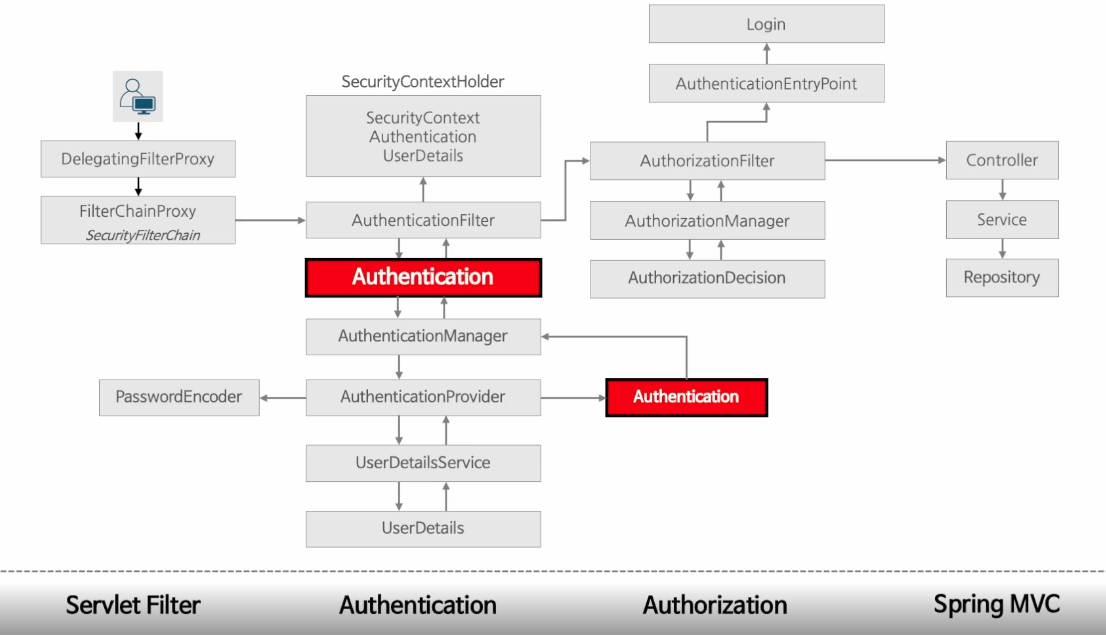 DelegatingFilterProxy
FilterChainProxy
SecurityFilterChain
SecurityContextHolder
SecurityContext
Authentication
UserDetails
AuthenticationFilter
Authentication
AuthenticationManager
PasswordEncoder
AuthenticationProvider
Authentication
UserDetailsService
UserDetails
Login
AuthenticationEntryPoint
AuthorizationFilter
AuthorizationManager
AuthorizationDecision
Controller
Service
Repository
Servlet Filter
Authentication
Authorization
Spring MVC